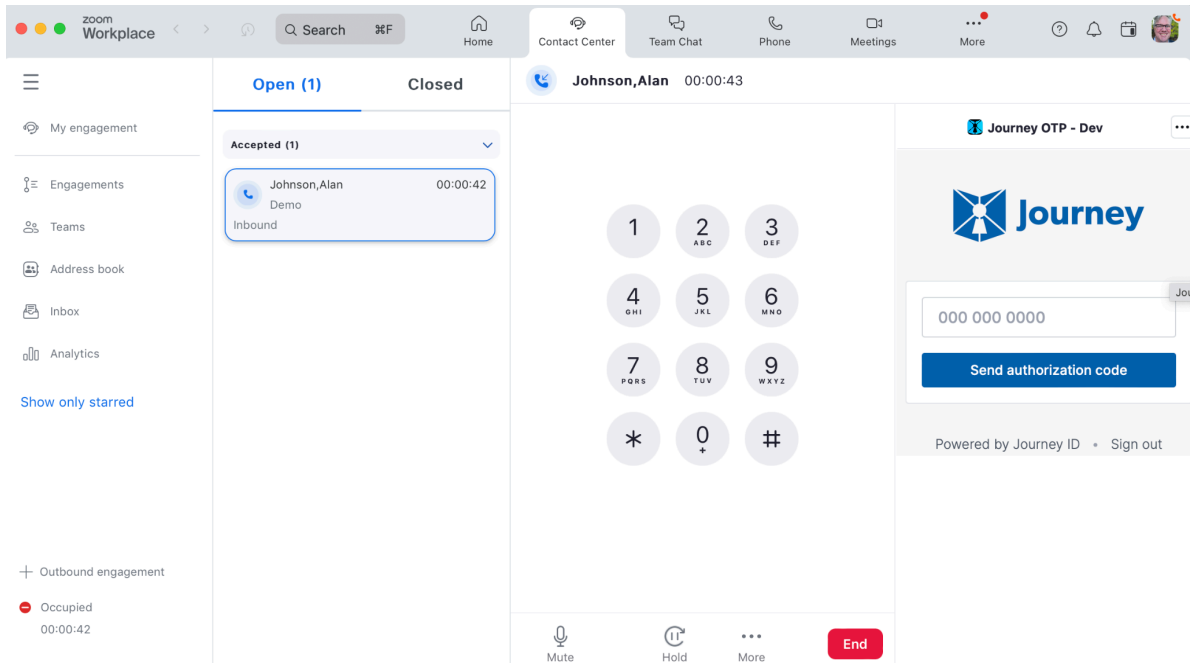 zoom
Workplace
Search ⌘F
Home
Contact Center
Team Chat
Phone
Meetings
More
My engagement
Engagements
Teams
Address book
Inbox
Analytics
Show only starred
Outbound engagement
Occupied
00:00:42
Open (1)
Closed
Accepted (1)
Johnson,Alan 00:00:42
Demo
Inbound
Johnson,Alan 00:00:43
1
2
ABC
3
DEF
4
GHI
5
JKL
6
MNO
7
PQRS
8
TUV
9
WXYZ
*
0
+
#
Mute
Hold
More
End
Journey OTP - Dev
Journey
Jou
000 000 0000
Send authorization code
Powered by Journey ID • Sign out